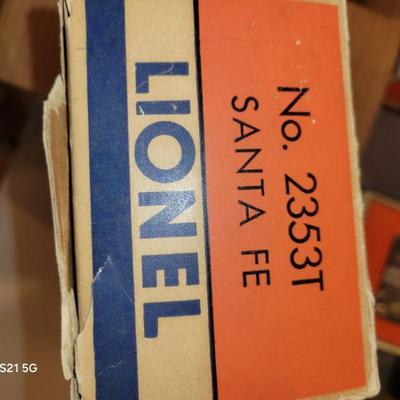 No. 2353T
SANTA FE
LIONEL
S21 5G